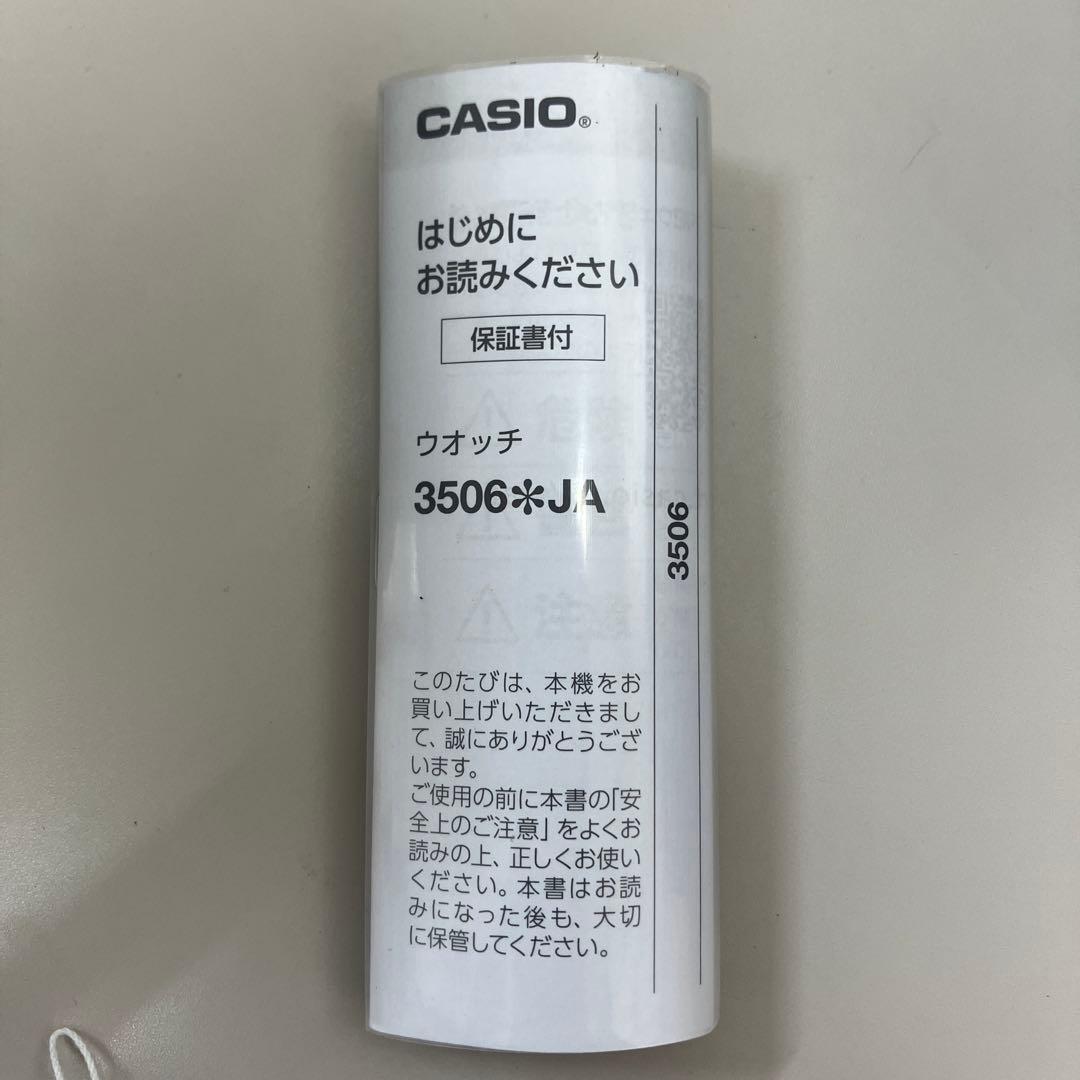 CASIO®
はじめに
お読みください
保証書付
ウオッチ
3506✽JA
3506
このたびは、本機をお
買い上げいただきまし
て、誠にありがとうござ
います。
ご使用の前に本書の「安
全上のご注意」をよくお
読みの上、正しくお使い
ください。本書はお読
みになった後も、大切
に保管してください。